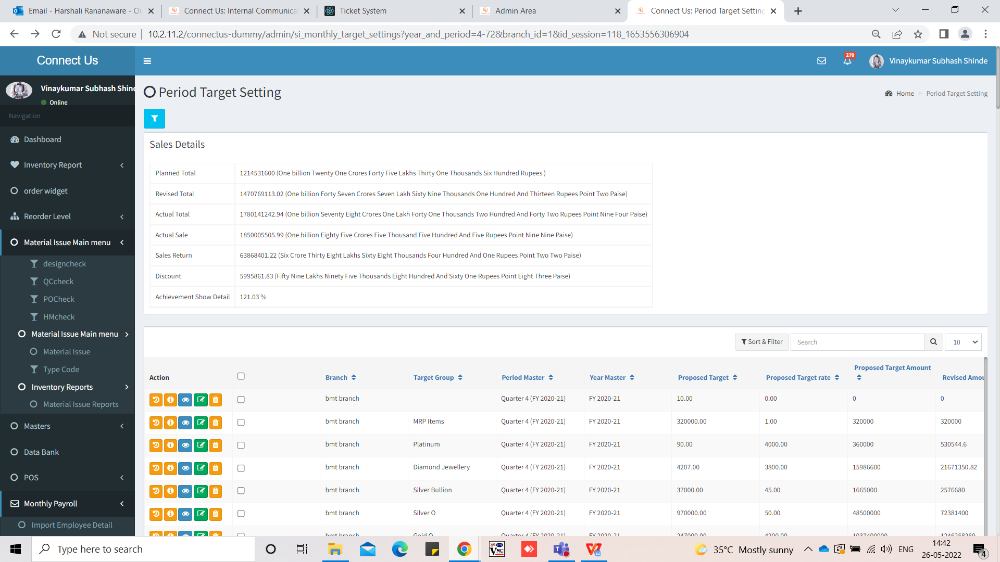 Email - Harshali Rananaware - Ou
Connect Us: Internal Communica
Ticket System
Admin Area
Connect Us: Period Target Setting
Not secure
10.2.11.2/connectus-dummy/admin/si_monthly_target_settings?year_and_period=4-72&branch_id=1&id_session=118_1653556306904
Connect Us
270
Vinaykumar Subhash Shinde
Vinaykumar Subhash Shind
Online
Navigation
Dashboard
Inventory Report
order widget
Reorder Level
Material Issue Main menu
designcheck
QCcheck
POCheck
HMcheck
Material Issue Main menu
Material Issue
Type Code
Inventory Reports
Material Issue Reports
Masters
Data Bank
POS
Monthly Payroll
Import Employee Detail
Period Target Setting
Home > Period Target Setting
Sales Details
Planned Total 1214531600 (One billion Twenty One Crores Forty Five Lakhs Thirty One Thousands Six Hundred Rupees )
Revised Total 1470769113.02 (One billion Forty Seven Crores Seven Lakh Sixty Nine Thousands One Hundred And Thirteen Rupees Point Two Paise)
Actual Total 1780141242.94 (One billion Seventy Eight Crores One Lakh Forty One Thousands Two Hundred And Forty Two Rupees Point Nine Four Paise)
Actual Sale 1850005505.99 (One billion Eighty Five Crores Five Thousand Five Hundred And Five Rupees Point Nine Nine Paise)
Sales Return 63868401.22 (Six Crore Thirty Eight Lakhs Sixty Eight Thousands Four Hundred And One Rupees Point Two Two Paise)
Discount 5995861.83 (Fifty Nine Lakhs Ninety Five Thousands Eight Hundred And Sixty One Rupees Point Eight Three Paise)
Achievement Show Detail 121.03 %
Sort & Filter Search 10
Action Branch Target Group Period Master Year Master Proposed Target Proposed Target rate Proposed Target Amount Revised Amou
bmt branch Quarter 4 (FY 2020-21) FY 2020-21 10.00 0.00 0 0
bmt branch MRP Items Quarter 4 (FY 2020-21) FY 2020-21 320000.00 1.00 320000 320000
bmt branch Platinum Quarter 4 (FY 2020-21) FY 2020-21 90.00 4000.00 360000 530544.6
bmt branch Diamond Jewellery Quarter 4 (FY 2020-21) FY 2020-21 4207.00 3800.00 15986600 21671350.82
bmt branch Silver Bullion Quarter 4 (FY 2020-21) FY 2020-21 37000.00 45.00 1665000 2576680
bmt branch Silver O Quarter 4 (FY 2020-21) FY 2020-21 970000.00 50.00 48500000 72381400
bmt branch Gold O Quarter 4 (FY 2020-21) FY 2020-21 247000.00 4200.00 1037400000 1246258260
Type here to search
VNC
35°C Mostly sunny
ENG
14:42
26-05-2022
4